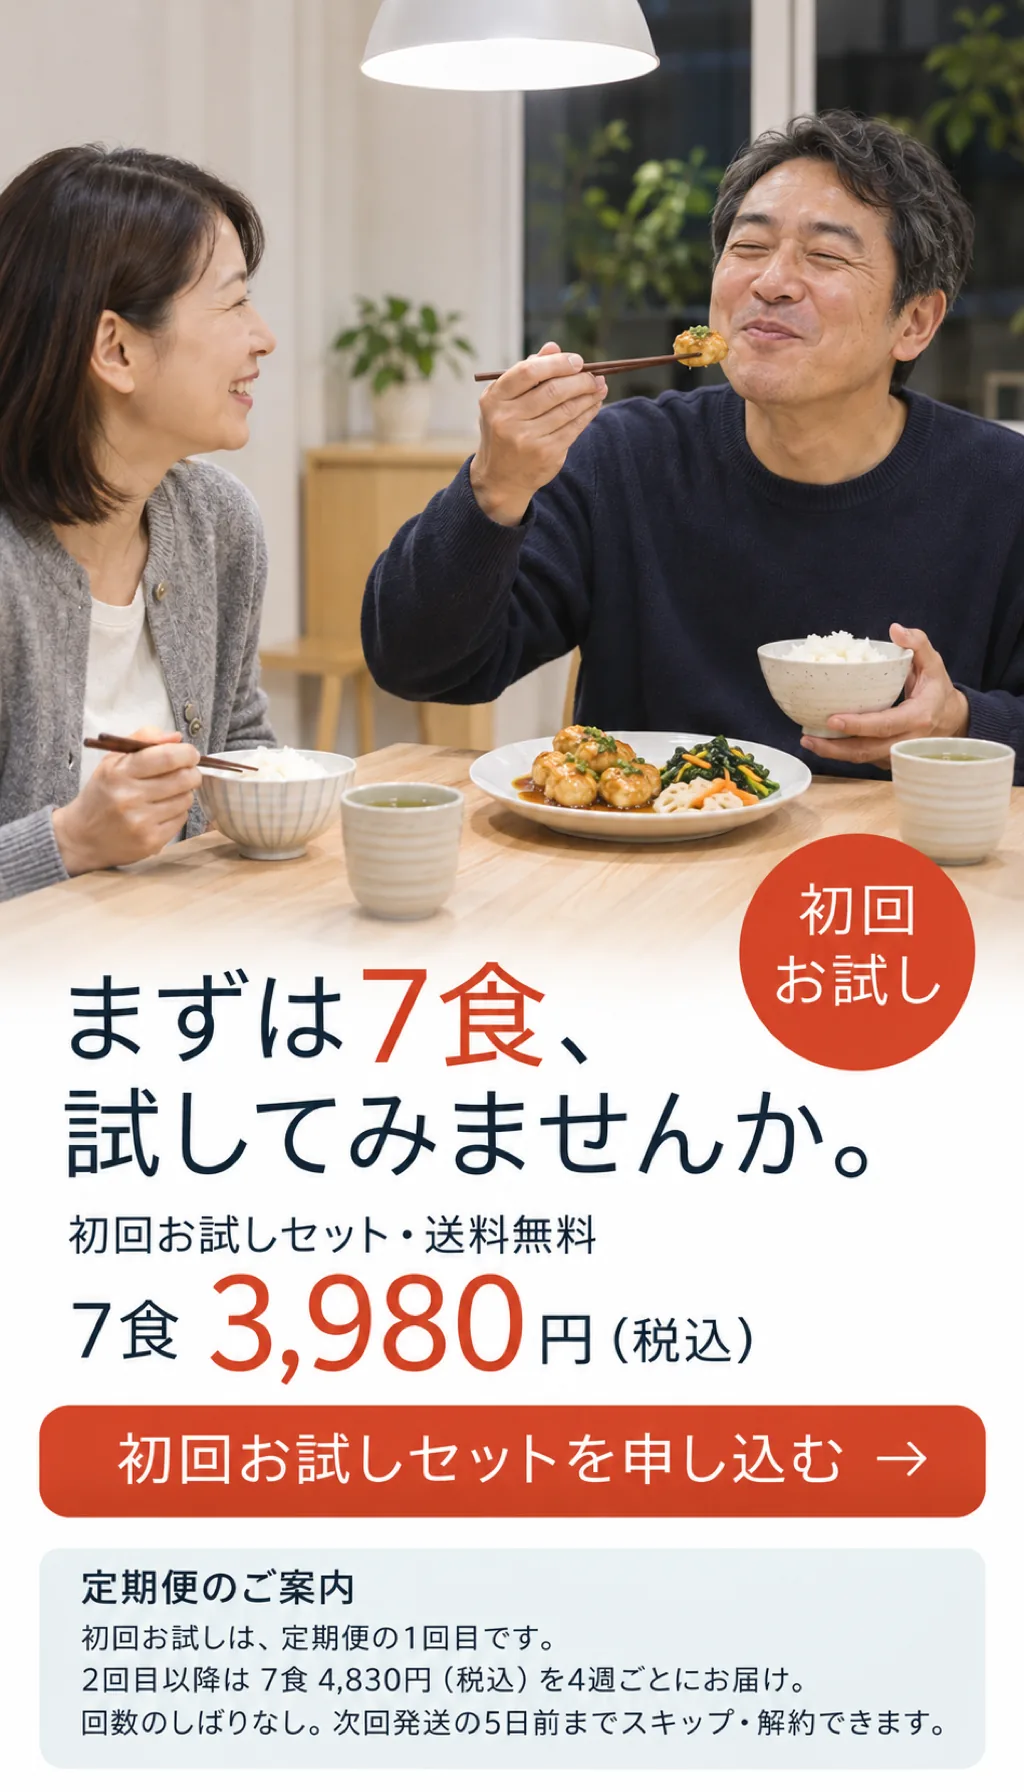 初回
お試し
まずは7食、
試してみませんか。
初回お試しセット・送料無料
7食 3,980円（税込）
初回お試しセットを申し込む →
定期便のご案内
初回お試しは、定期便の1回目です。
2回目以降は 7食 4,830円（税込）を4週ごとにお届け。
回数のしばりなし。次回発送の5日前までスキップ・解約できます。